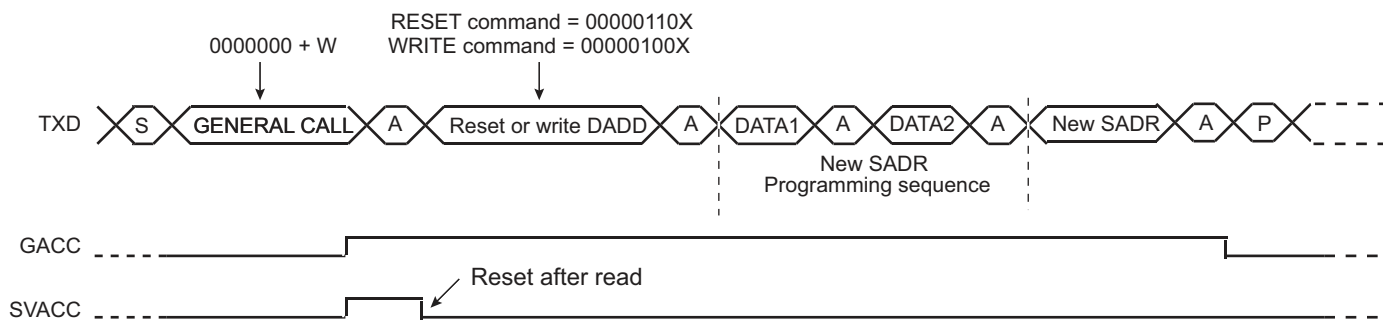 RESET command = 00000110X
0000000 + W
WRITE command = 00000100X
TXD S GENERAL CALL A Reset or write DADD A DATA1 A DATA2 A New SADR A P
New SADR
Programming sequence
GACC
Reset after read
SVACC